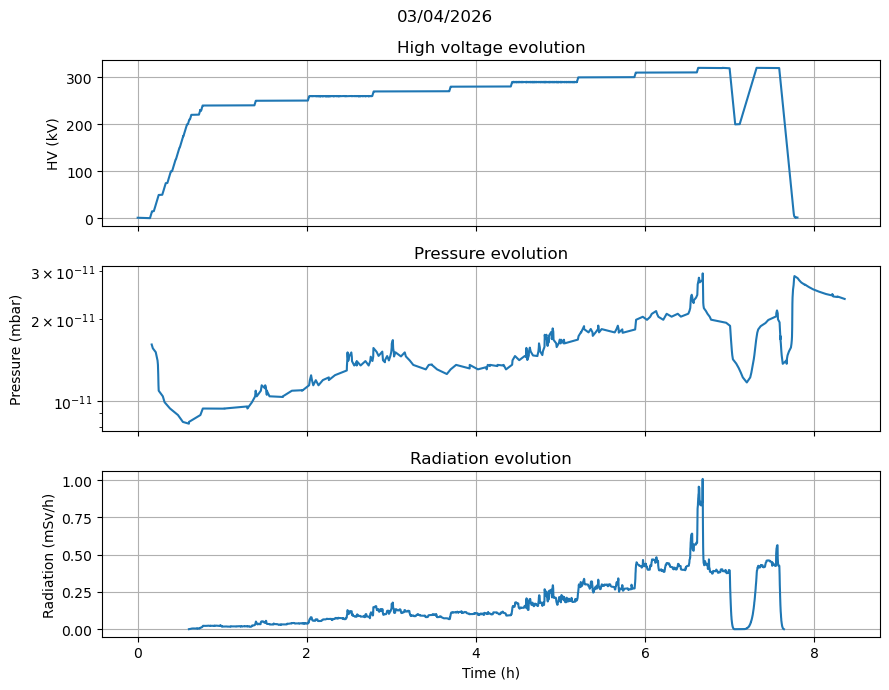 03/04/2026
High voltage evolution
HV (kV)
300
200
100
0
Pressure evolution
Pressure (mbar)
3 × 10⁻¹¹
2 × 10⁻¹¹
10⁻¹¹
Radiation evolution
Radiation (mSv/h)
1.00
0.75
0.50
0.25
0.00
0 2 4 6 8
Time (h)